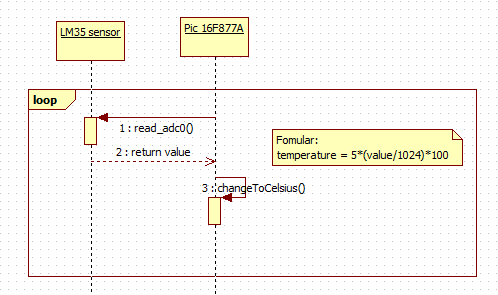 LM35 sensor
Pic 16F877A
loop
1 : read_adc0()
2 : return value
Fomular:
temperature = 5*(value/1024)*100
3 : changeToCelsius()